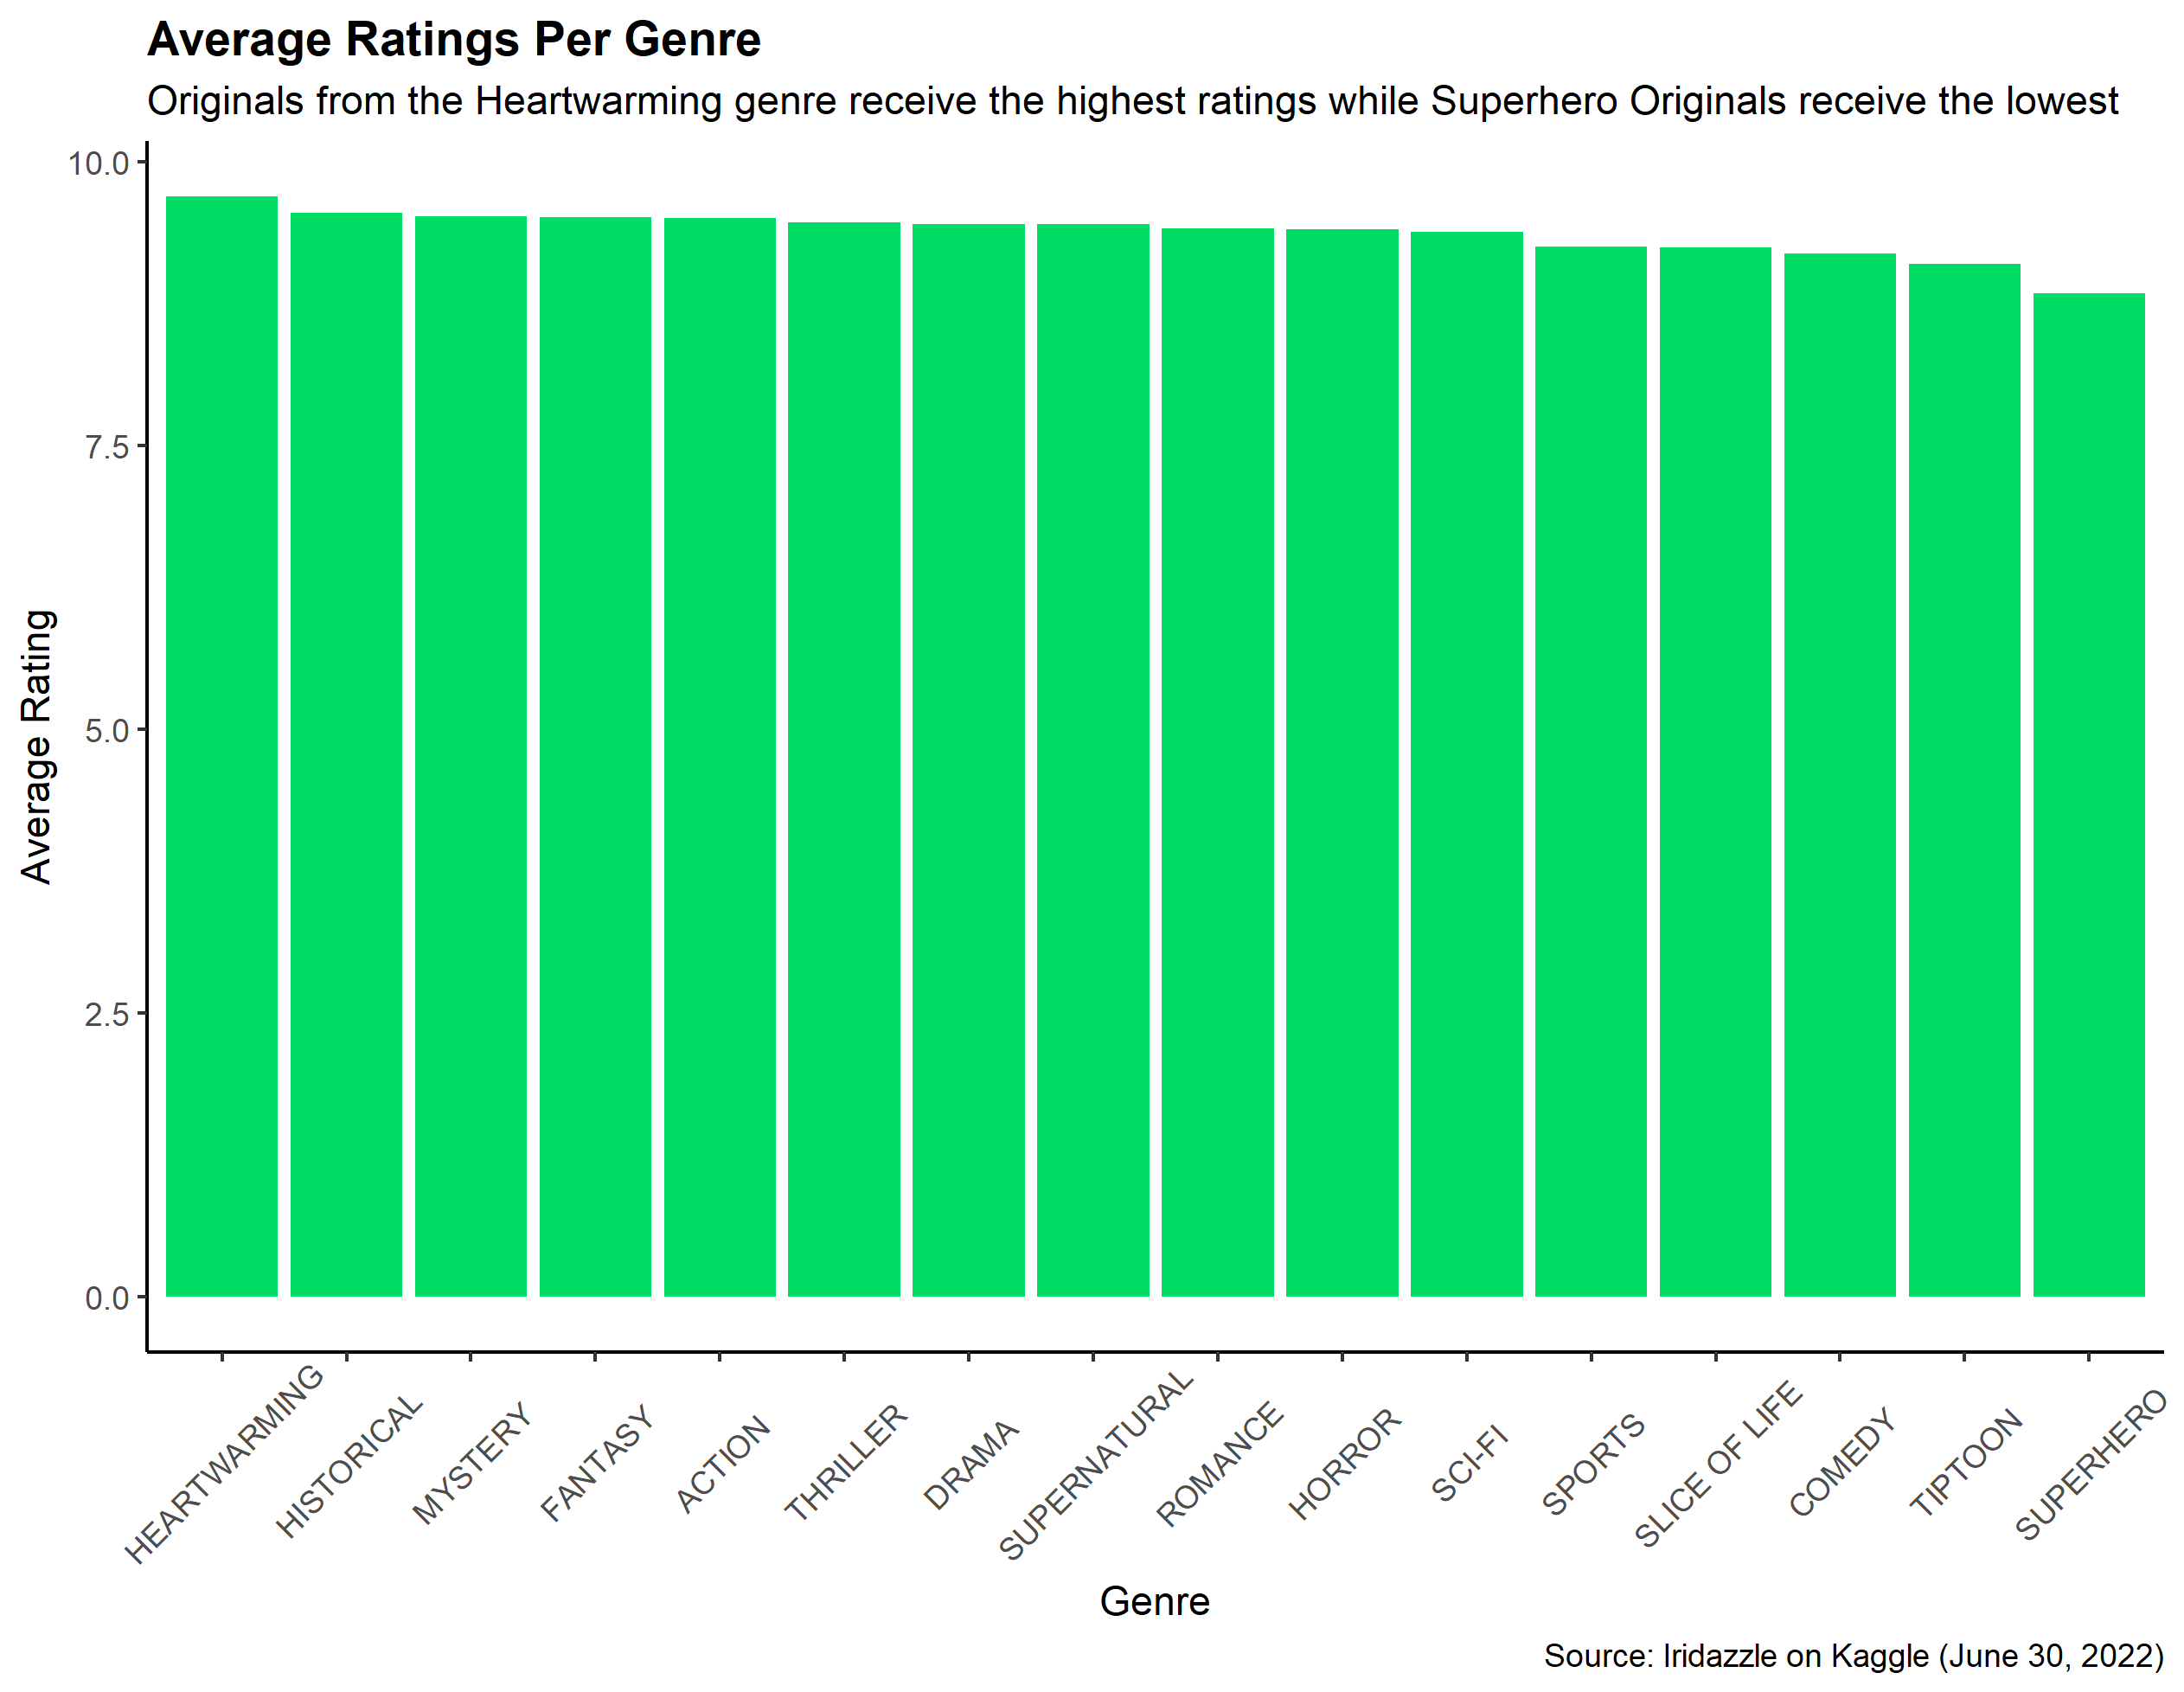 Average Ratings Per Genre
Originals from the Heartwarming genre receive the highest ratings while Superhero Originals receive the lowest
Average Rating
10.0
7.5
5.0
2.5
0.0
HEARTWARMING
HISTORICAL
MYSTERY
FANTASY
ACTION
THRILLER
DRAMA
SUPERNATURAL
ROMANCE
HORROR
SCI-FI
SPORTS
SLICE OF LIFE
COMEDY
TIPTOON
SUPERHERO
Genre
Source: Iridazzle on Kaggle (June 30, 2022)